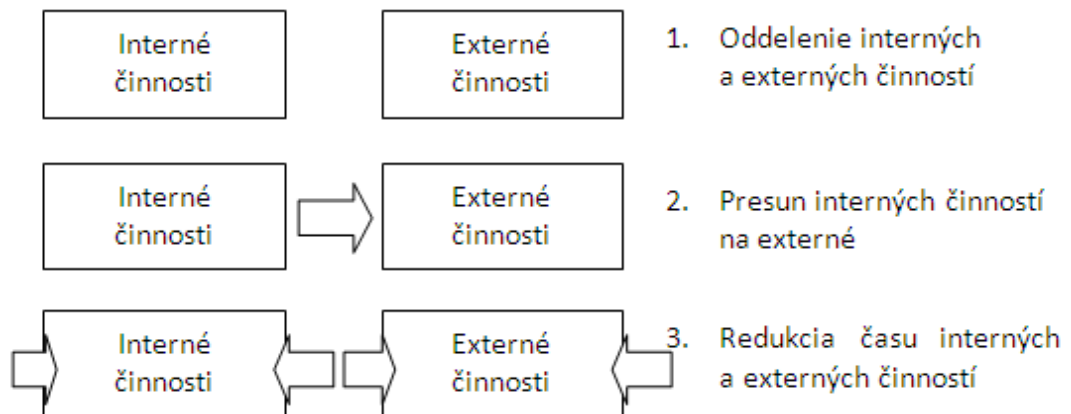 Interné
činnosti
Externé
činnosti
1. Oddelenie interných
a externých činností
Interné
činnosti
Externé
činnosti
2. Presun interných činností
na externé
Interné
činnosti
Externé
činnosti
3. Redukcia času interných
a externých činností